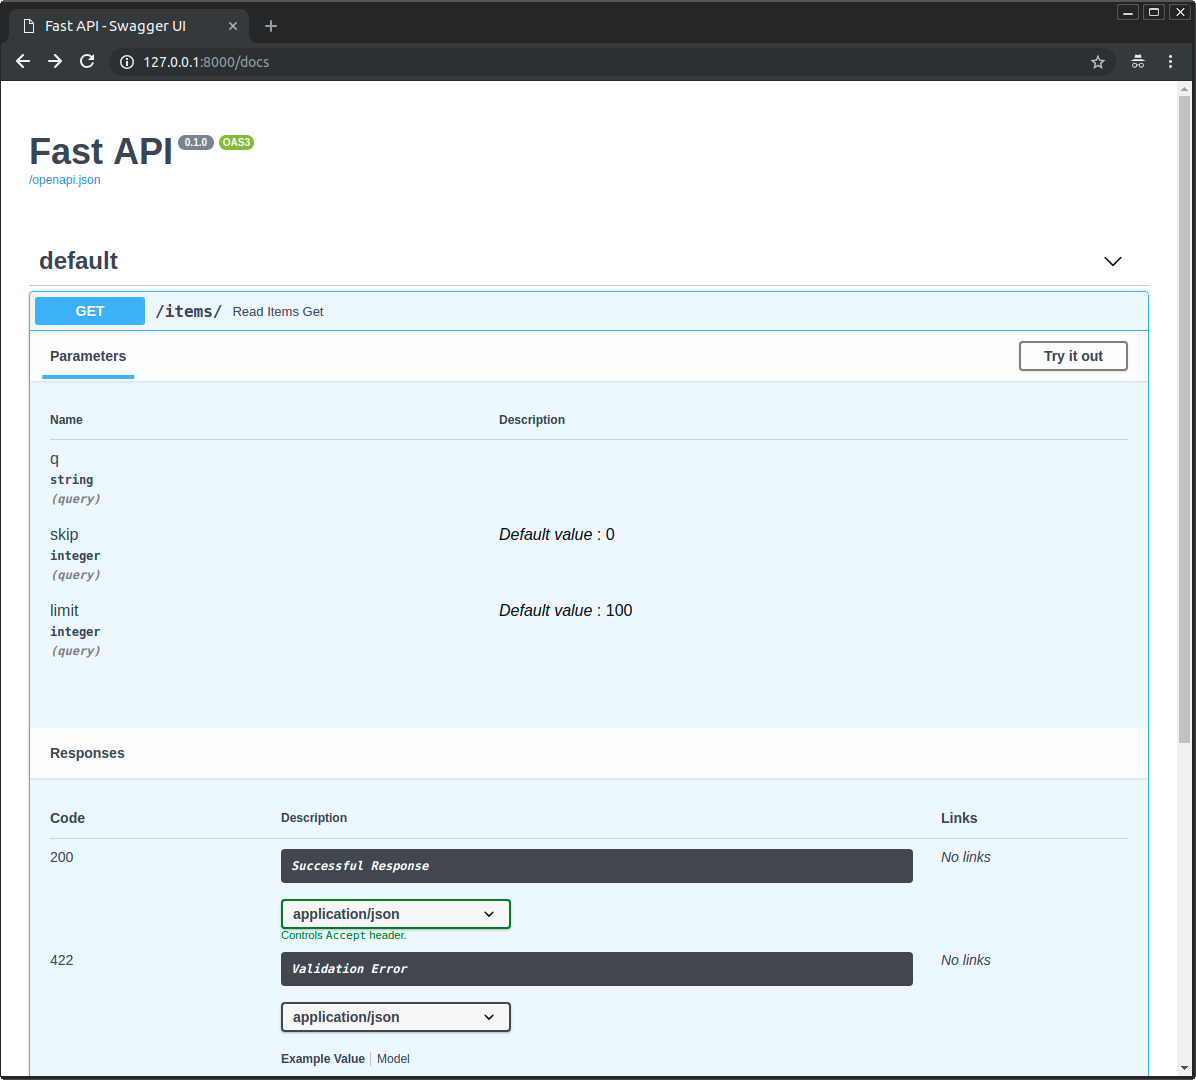 Fast API - Swagger UI
127.0.0.1:8000/docs
Fast API 0.1.0 OAS3
/openapi.json
default
GET /items/ Read Items Get
Parameters Try it out
Name Description
q
string
(query)
skip Default value : 0
integer
(query)
limit Default value : 100
integer
(query)
Responses
Code Description Links
200 Successful Response No links
application/json
Controls Accept header.
422 Validation Error No links
application/json
Example Value Model